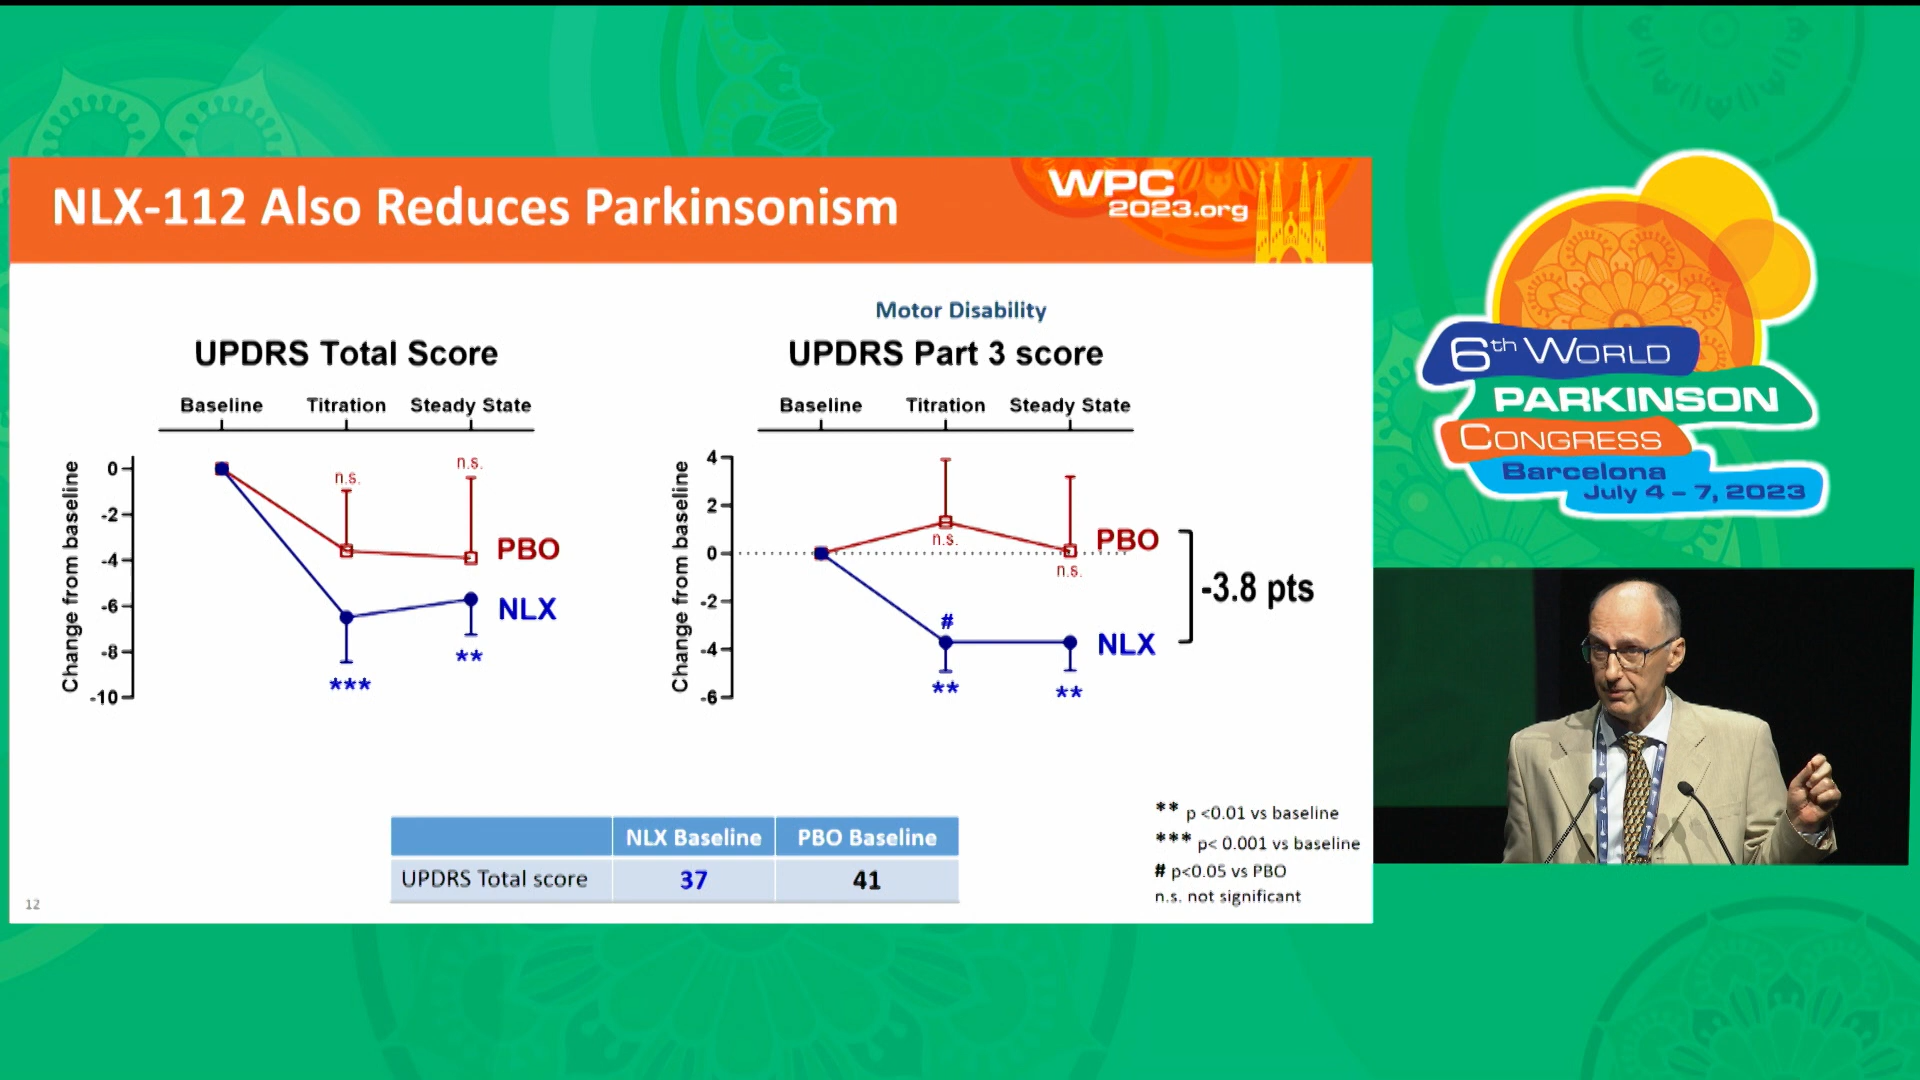 NLX-112 Also Reduces Parkinsonism
WPC
2023.org
UPDRS Total Score
Baseline Titration Steady State
Change from baseline
0
-2
-4
-6
-8
-10
n.s.
n.s.
PBO
NLX
***
**
Motor Disability
UPDRS Part 3 score
Baseline Titration Steady State
Change from baseline
4
2
0
-2
-4
-6
n.s.
n.s.
PBO
#
NLX
**
**
-3.8 pts
NLX Baseline PBO Baseline
UPDRS Total score 37 41
** p <0.01 vs baseline
*** p< 0.001 vs baseline
# p<0.05 vs PBO
n.s. not significant
12
6th WORLD
PARKINSON
CONGRESS
Barcelona
July 4 – 7, 2023